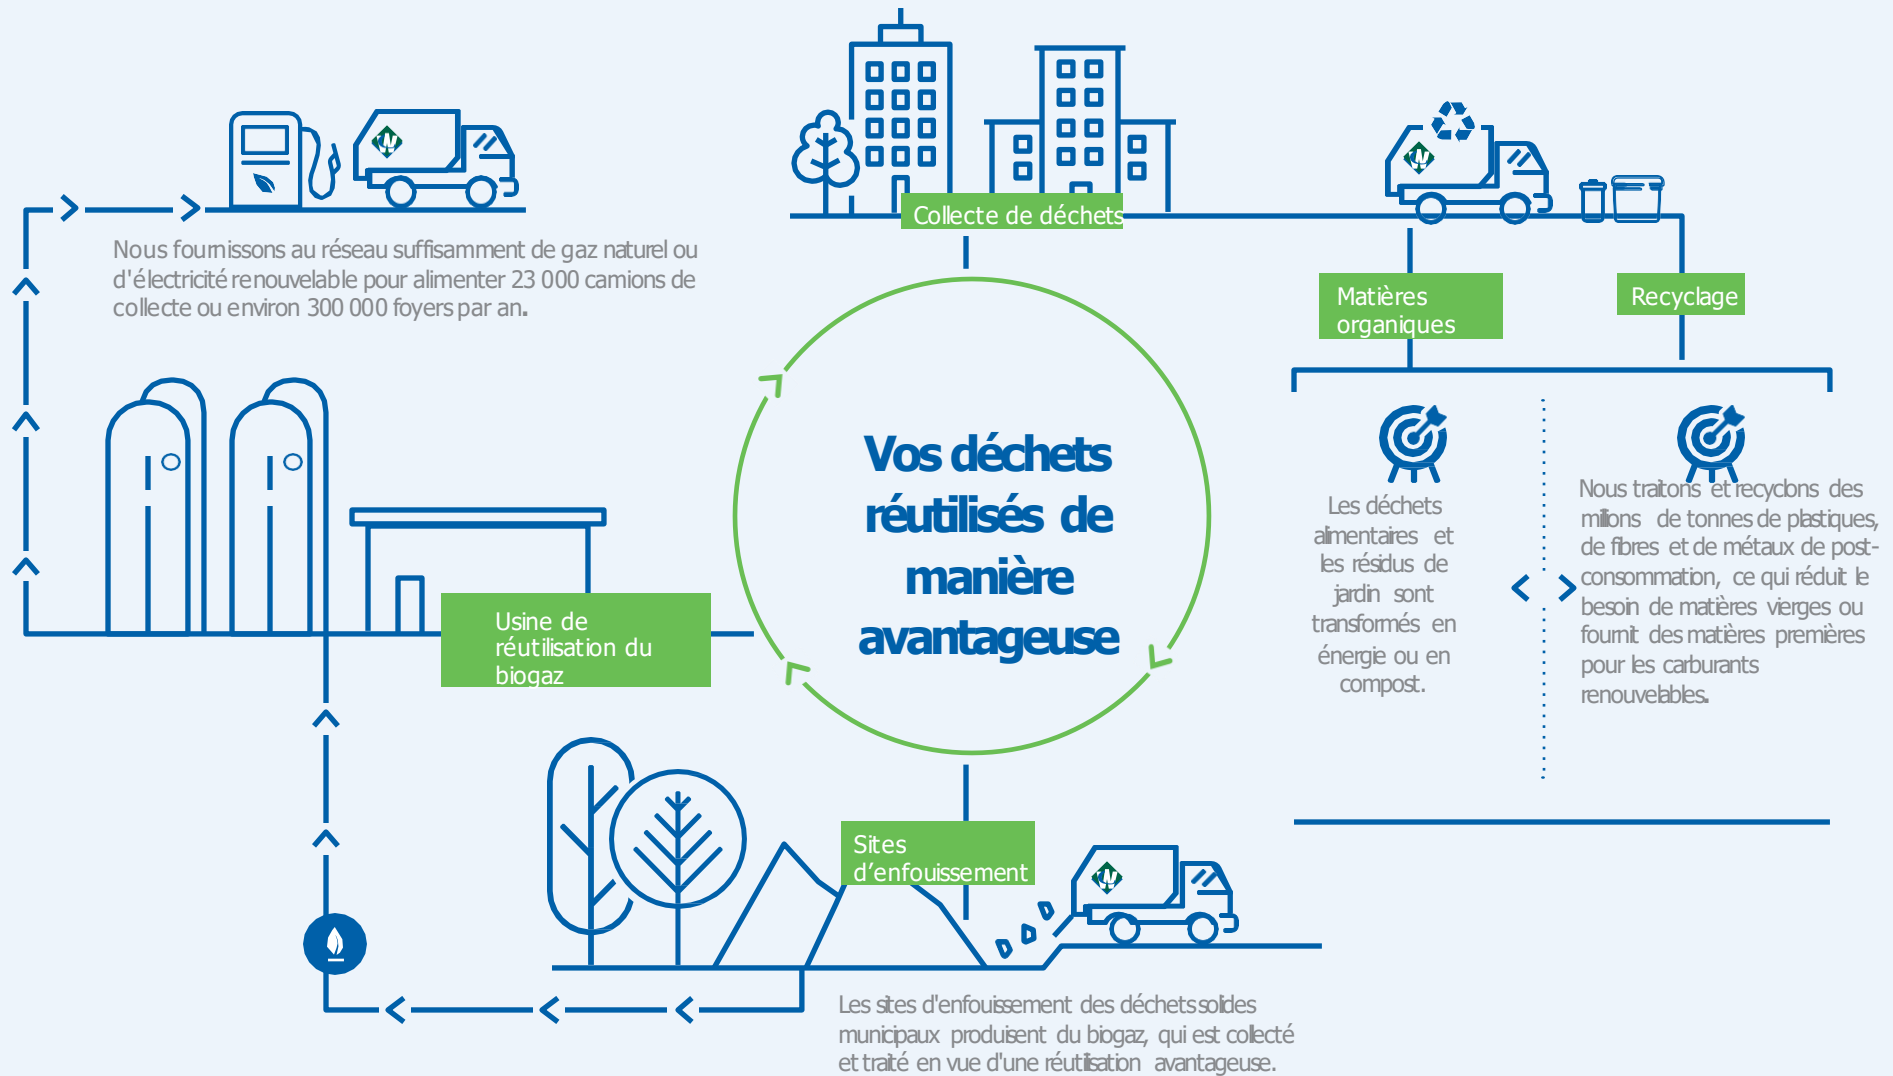 Collecte de déchets
Nous fournissons au réseau suffisamment de gaz naturel ou
d'électricité renouvelable pour alimenter 23 000 camions de
collecte ou environ 300 000 foyers par an.
Matières
organiques
Recyclage
Vos déchets
réutilisés de
manière
avantageuse
Les déchets
alimentaires et
les résidus de
jardin sont
transformés en
énergie ou en
compost.
Nous traitons et recyclons des
millions de tonnes de plastiques,
de fibres et de métaux de post-
consommation, ce qui réduit le
besoin de matières vierges ou
fournit des matières premières
pour les carburants
renouvelables.
Usine de
réutilisation du
biogaz
Sites
d’enfouissement
Les sites d'enfouissement des déchets solides
municipaux produisent du biogaz, qui est collecté
et traité en vue d'une réutilisation avantageuse.